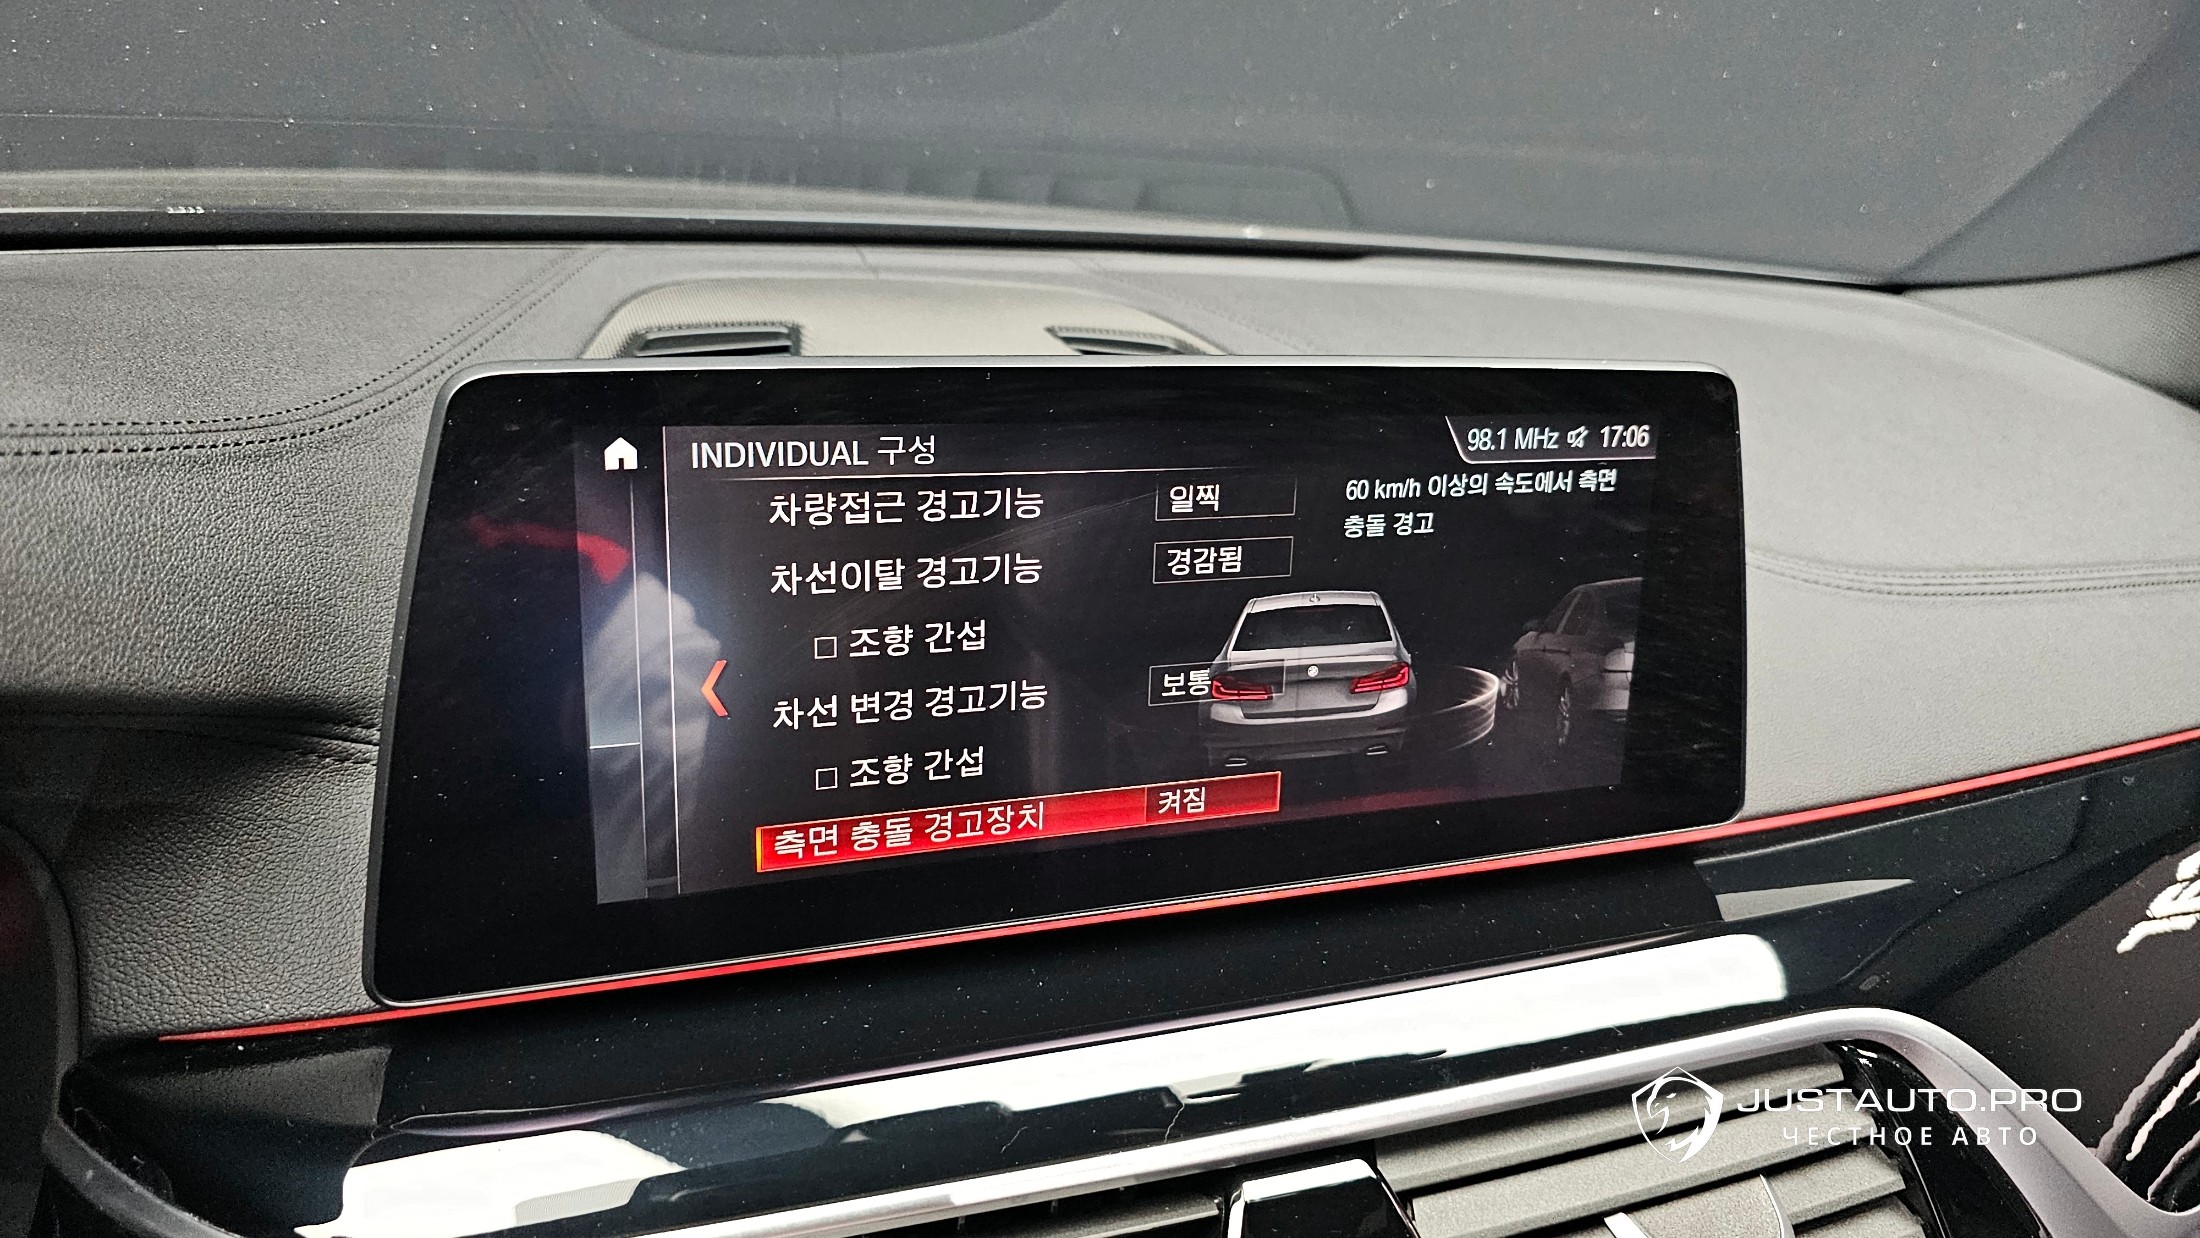 INDIVIDUAL 구성
98.1 MHz 17:06
차량접근 경고기능 일찍
60 km/h 이상의 속도에서 측면
충돌 경고
차선이탈 경고기능 경감됨
조향 간섭
차선 변경 경고기능 보통
조향 간섭
측면 충돌 경고장치 켜짐
JUSTAUTO.PRO
ЧЕСТНОЕ АВТО